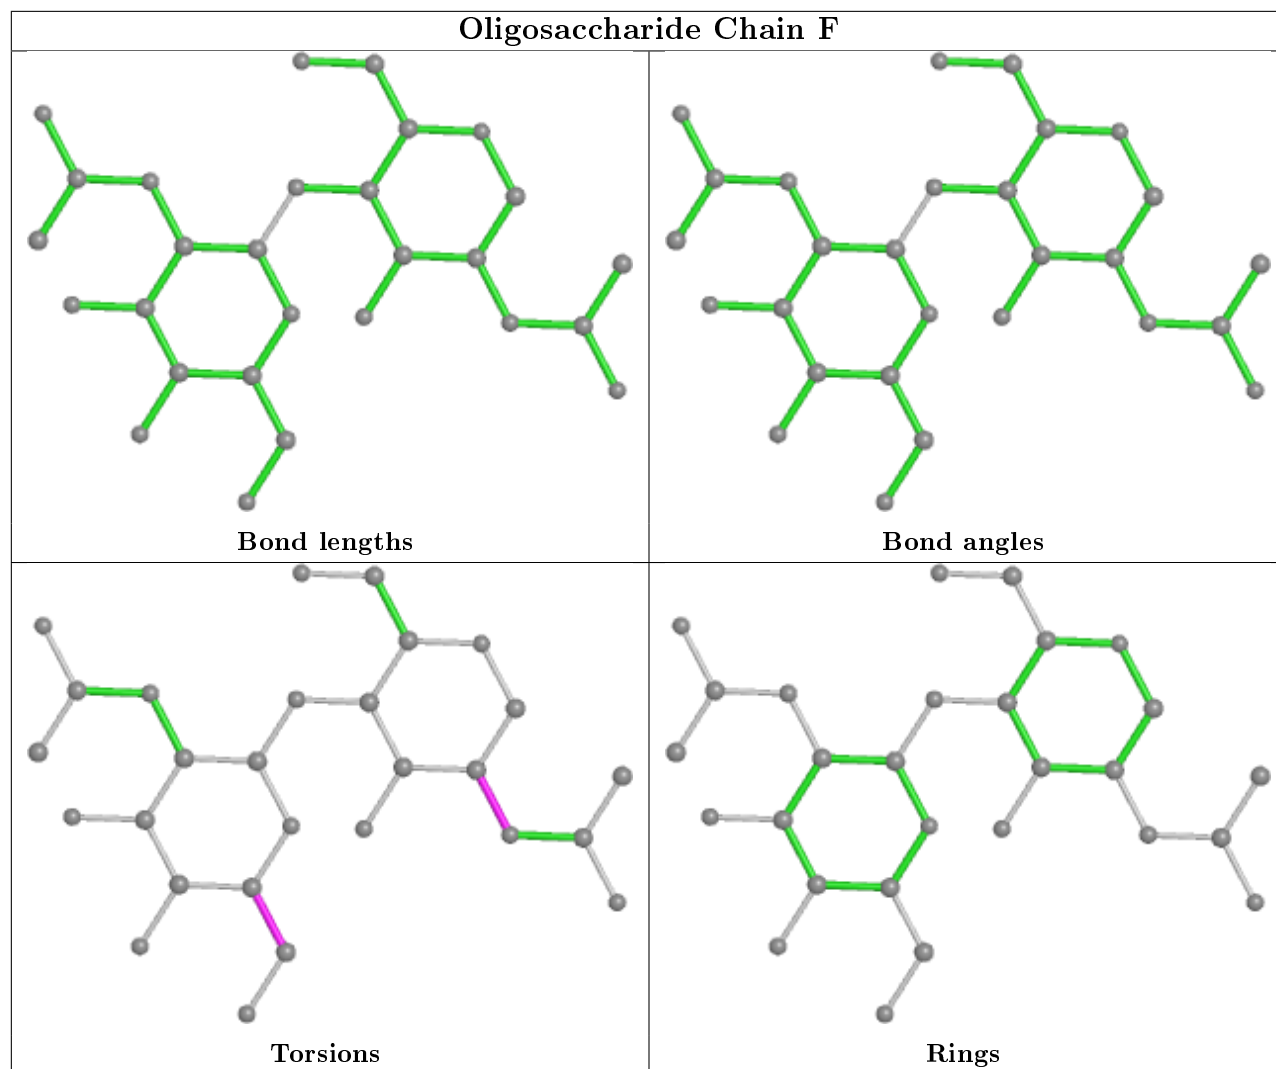 Oligosaccharide Chain F
Bond lengths
Bond angles
Torsions
Rings